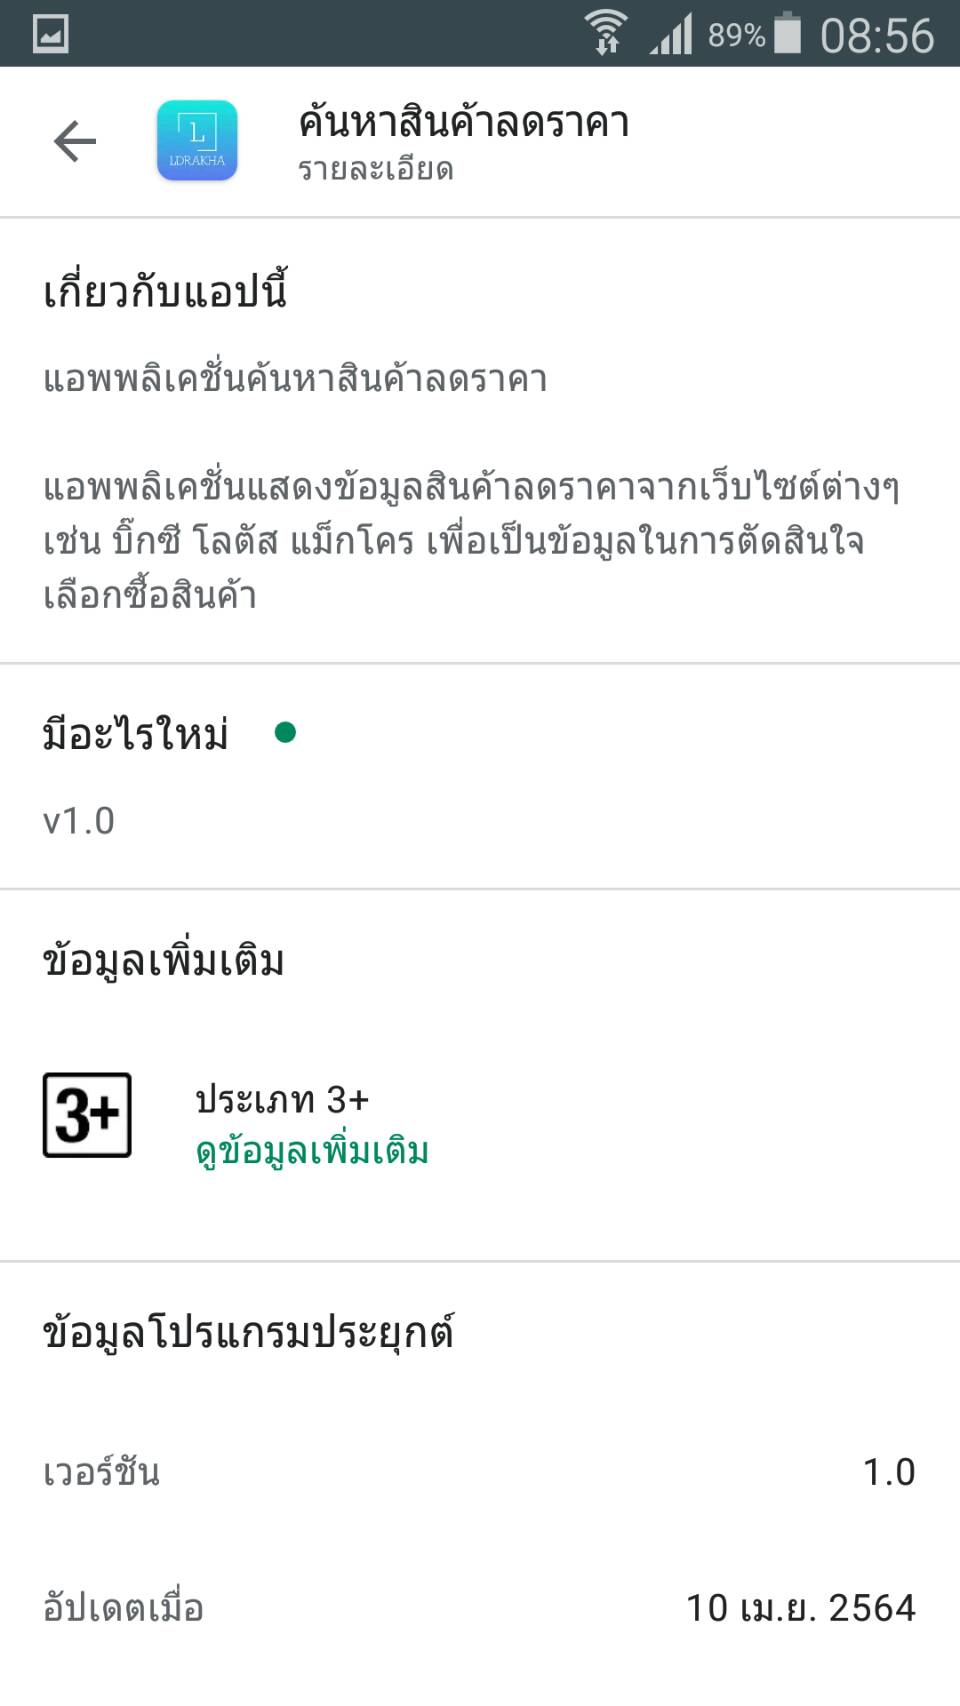 89% 08:56
L
LDRAKHA
ค้นหาสินค้าลดราคา
รายละเอียด
เกี่ยวกับแอปนี้
แอพพลิเคชั่นค้นหาสินค้าลดราคา
แอพพลิเคชั่นแสดงข้อมูลสินค้าลดราคาจากเว็บไซต์ต่างๆ
เช่น บิ๊กซี โลตัส แม็กโคร เพื่อเป็นข้อมูลในการตัดสินใจ
เลือกซื้อสินค้า
มีอะไรใหม่
v1.0
ข้อมูลเพิ่มเติม
3+
ประเภท 3+
ดูข้อมูลเพิ่มเติม
ข้อมูลโปรแกรมประยุกต์
เวอร์ชัน 1.0
อัปเดตเมื่อ 10 เม.ย. 2564